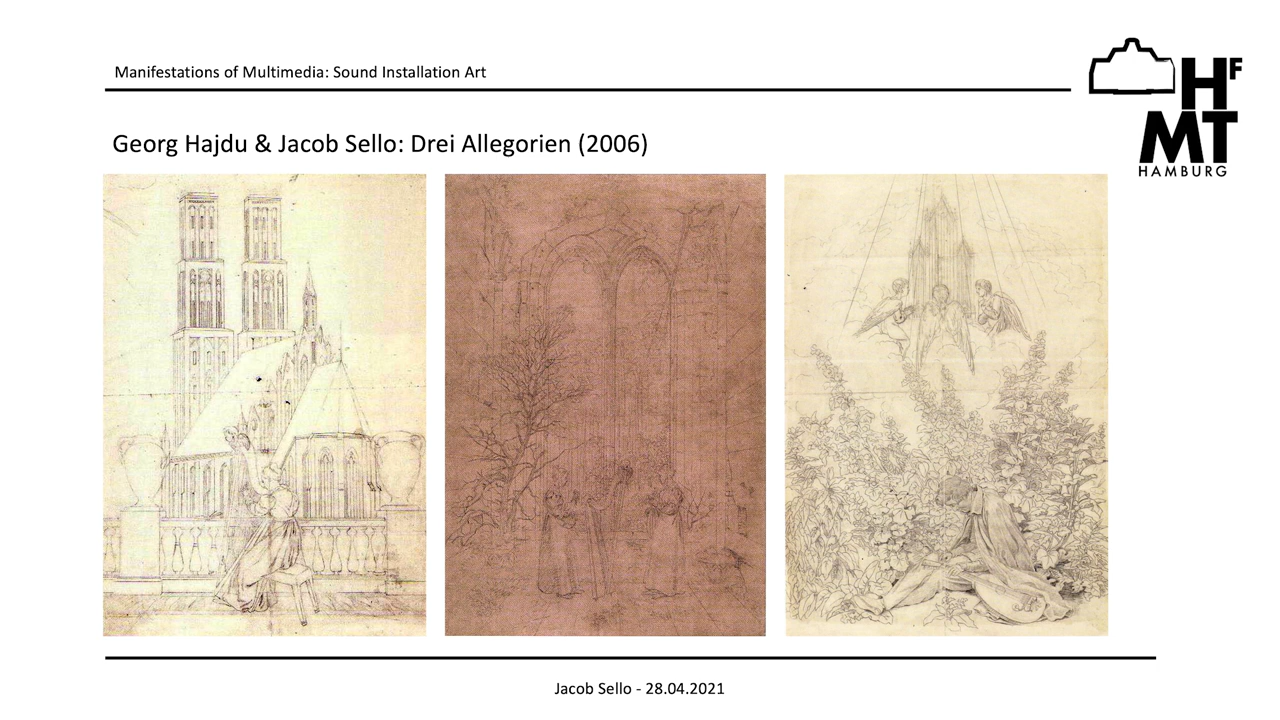 Manifestations of Multimedia: Sound Installation Art
HF
MT
HAMBURG
Georg Hajdu & Jacob Sello: Drei Allegorien (2006)
Jacob Sello - 28.04.2021